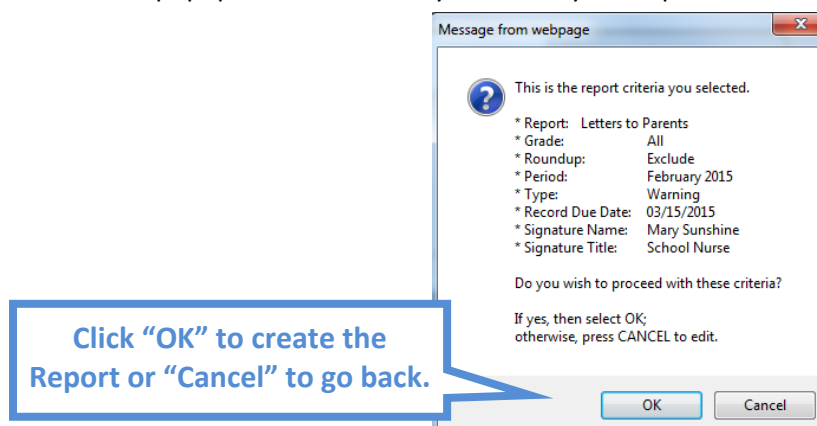 Message from webpage
This is the report criteria you selected.
* Report: Letters to Parents
* Grade: All
* Roundup: Exclude
* Period: February 2015
* Type: Warning
* Record Due Date: 03/15/2015
* Signature Name: Mary Sunshine
* Signature Title: School Nurse
Do you wish to proceed with these criteria?
If yes, then select OK;
otherwise, press CANCEL to edit.
Click “OK” to create the
Report or “Cancel” to go back.
OK Cancel